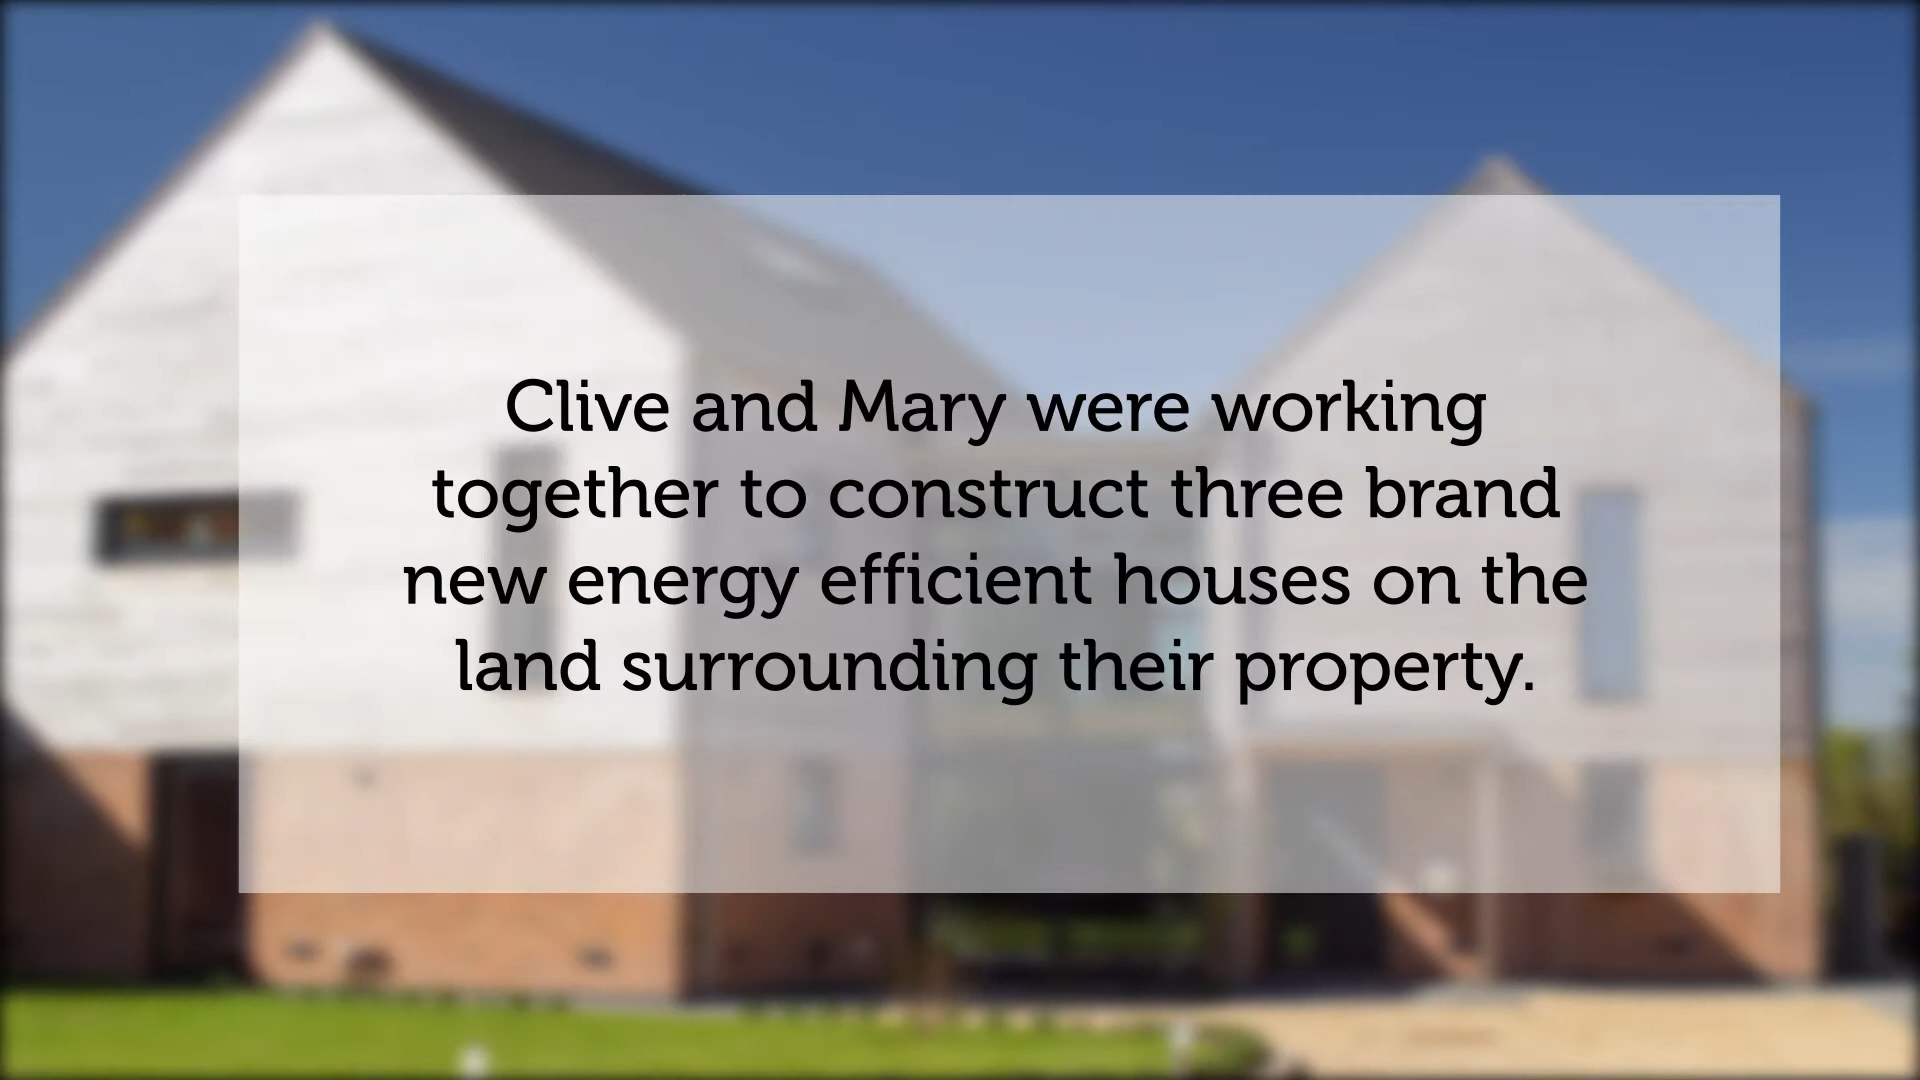 Clive and Mary were working
together to construct three brand
new energy efficient houses on the
land surrounding their property.